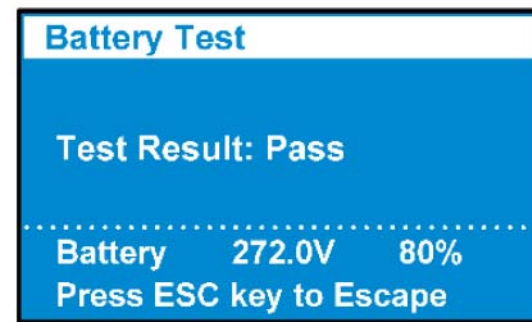 Battery Test
Test Result: Pass
Battery 272.0V 80%
Press ESC key to Escape